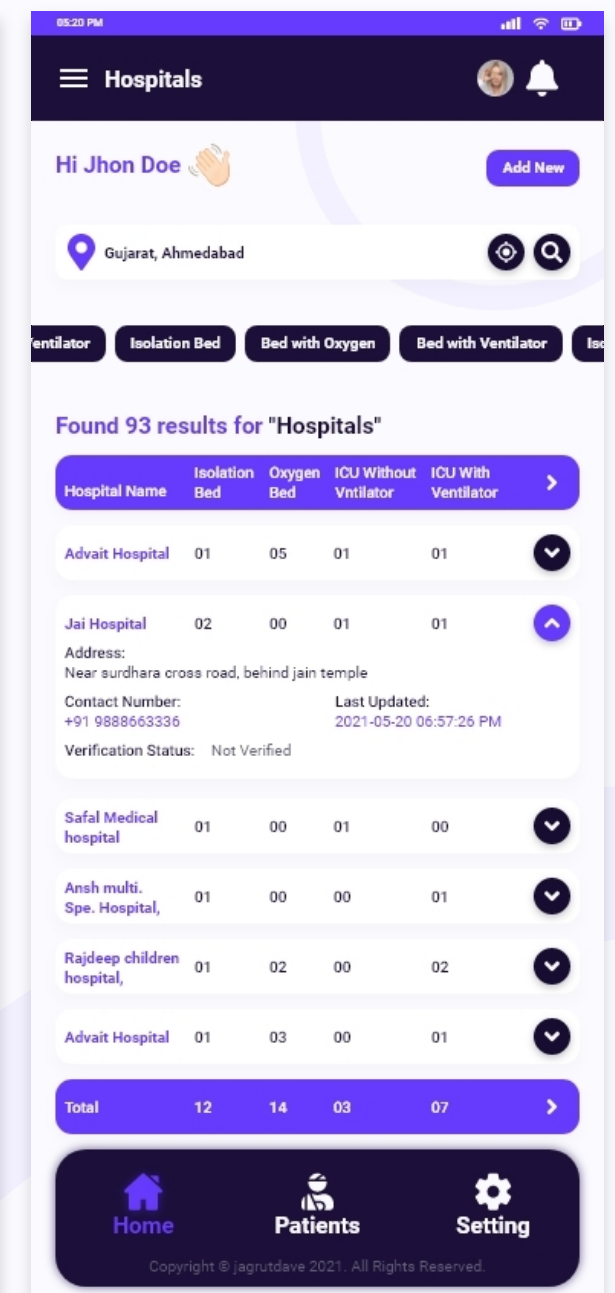 05:20 PM
Hospitals
Hi Jhon Doe
Add New
Gujarat, Ahmedabad
entilator Isolation Bed Bed with Oxygen Bed with Ventilator Iso
Found 93 results for "Hospitals"
Hospital Name Isolation Bed Oxygen Bed ICU Without Vntilator ICU With Ventilator
Advait Hospital 01 05 01 01
Jai Hospital 02 00 01 01
Address:
Near surdhara cross road, behind jain temple
Contact Number: Last Updated:
+91 9888663336 2021-05-20 06:57:26 PM
Verification Status: Not Verified
Safal Medical hospital 01 00 01 00
Ansh multi. Spe. Hospital, 01 00 00 01
Rajdeep children hospital, 01 02 00 02
Advait Hospital 01 03 00 01
Total 12 14 03 07
Home Patients Setting
Copyright © jagrutdave 2021. All Rights Reserved.